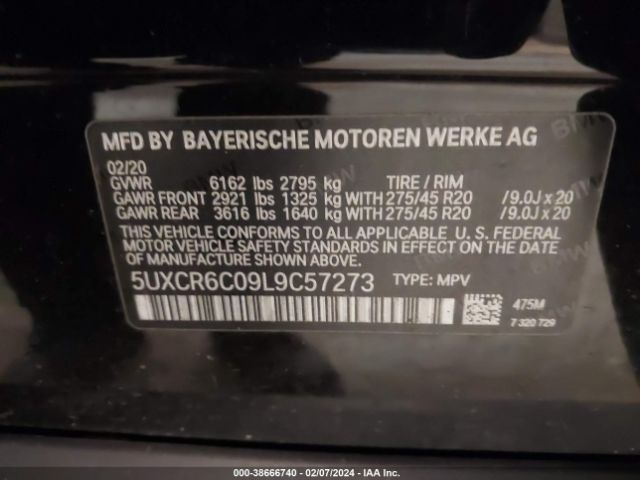 MFD BY BAYERISCHE MOTOREN WERKE AG
02/20
GVWR 6162 lbs 2795 kg TIRE / RIM
GAWR FRONT 2921 lbs 1325 kg WITH 275/45 R20 /9.0J x 20
GAWR REAR 3616 lbs 1640 kg WITH 275/45 R20 /9.0J x 20
THIS VEHICLE CONFORMS TO ALL APPLICABLE U. S. FEDERAL
MOTOR VEHICLE SAFETY STANDARDS IN EFFECT ON THE DATE
OF MANUFACTURE SHOWN ABOVE.
5UXCR6C09L9C57273 TYPE: MPV
475M
7 320 729
000-38666740 - 02/07/2024 - IAA Inc.